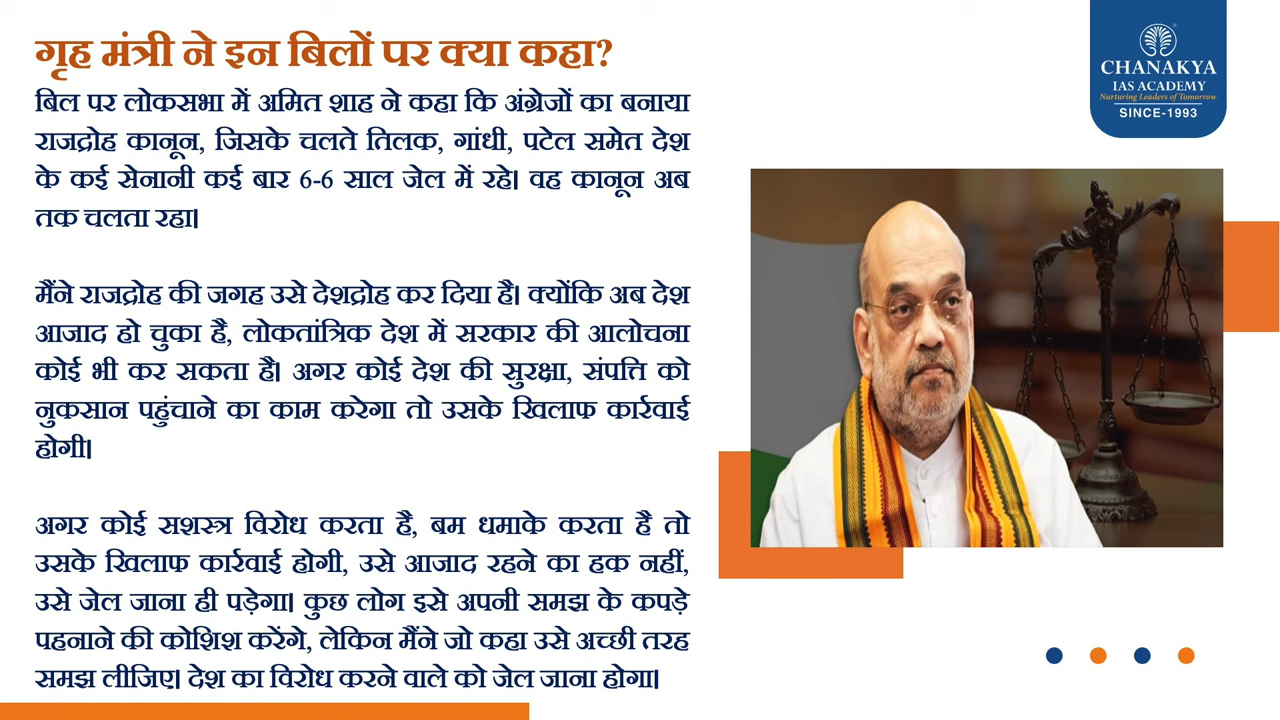 गृह मंत्री ने इन बिलों पर क्या कहा?
बिल पर लोकसभा में अमित शाह ने कहा कि अंग्रेजों का बनाया
राजद्रोह कानून, जिसके चलते तिलक, गांधी, पटेल समेत देश
के कई सेनानी कई बार 6-6 साल जेल में रहे। वह कानून अब
तक चलता रहा।
मैंने राजद्रोह की जगह उसे देशद्रोह कर दिया है। क्योंकि अब देश
आजाद हो चुका है, लोकतांत्रिक देश में सरकार की आलोचना
कोई भी कर सकता है। अगर कोई देश की सुरक्षा, संपत्ति को
नुकसान पहुंचाने का काम करेगा तो उसके खिलाफ कार्रवाई
होगी।
अगर कोई सशस्त्र विरोध करता है, बम धमाके करता है तो
उसके खिलाफ कार्रवाई होगी, उसे आजाद रहने का हक नहीं,
उसे जेल जाना ही पड़ेगा। कुछ लोग इसे अपनी समझ के कपड़े
पहनाने की कोशिश करेंगे, लेकिन मैंने जो कहा उसे अच्छी तरह
समझ लीजिए। देश का विरोध करने वाले को जेल जाना होगा।
CHANAKYA
IAS ACADEMY
Nurturing Leaders of Tomorrow
SINCE-1993